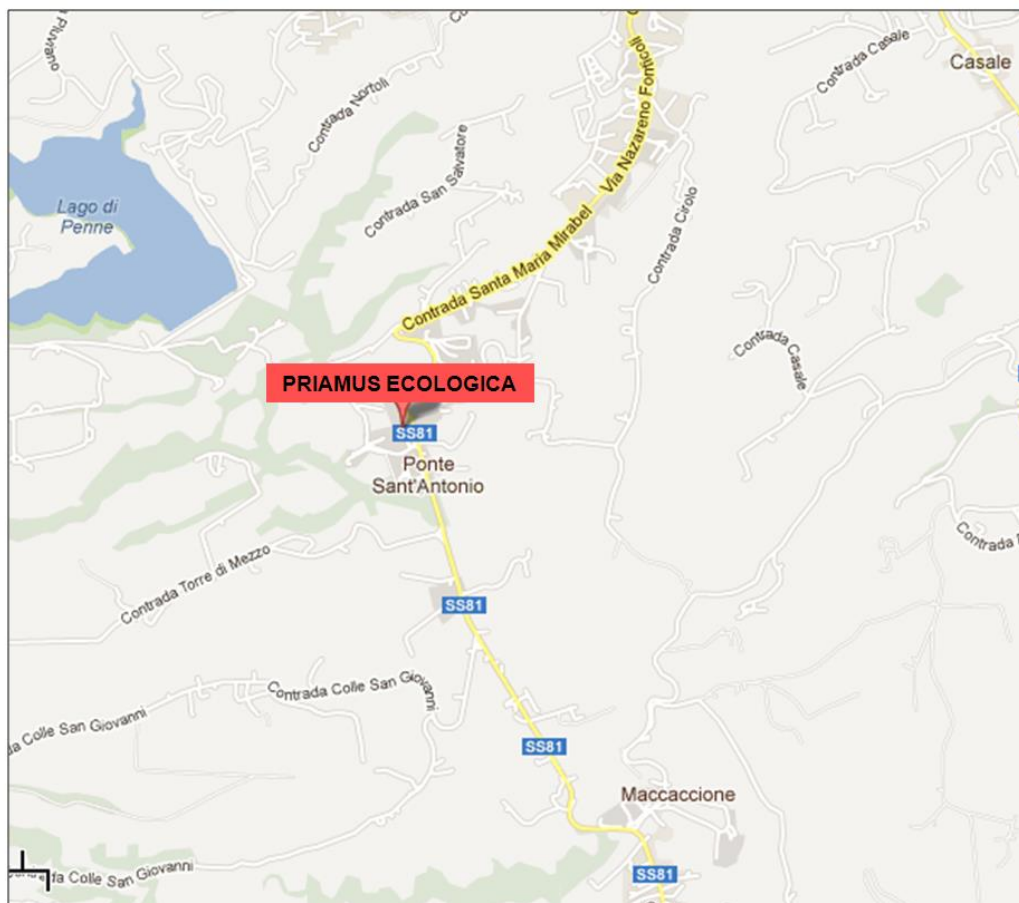 Pluviano
Contrada Nortoli
Contrada San Salvatore
Lago di
Penne
Via Nazareno Fonticoli
Contrada Casale
Casale
Contrada Santa Maria Mirabel
Contrada Cirolo
Contrada Casale
PRIAMUS ECOLOGICA
SS81
Ponte
Sant'Antonio
Contrada
Contrada Torre di Mezzo
SS81
Contrada Colle San Giovanni
da Colle San Giovanni
SS81
Maccaccione
da Colle San Giovanni
SS81